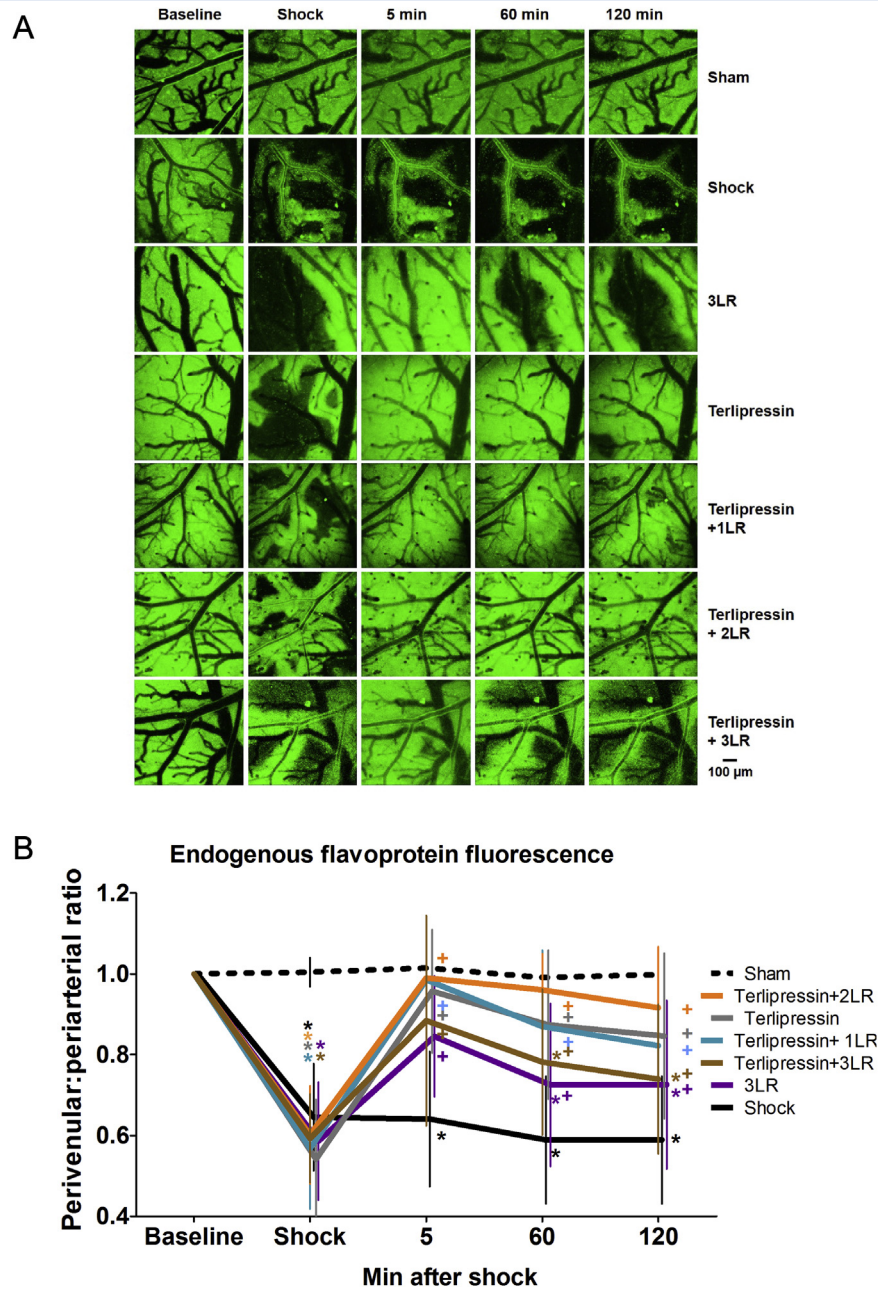 A
Baseline Shock 5 min 60 min 120 min
Sham
Shock
3LR
Terlipressin
Terlipressin
+1LR
Terlipressin
+ 2LR
Terlipressin
+ 3LR
100 µm
B
Endogenous flavoprotein fluorescence
Perivenular:periarterial ratio
1.2
1.0
0.8
0.6
0.4
+
+
+
+
+
+
+
+
*+
*+
+
+
+
*+
*+
*
*
*
*
*
*
*
*
*
Sham
Terlipressin+2LR
Terlipressin
Terlipressin+ 1LR
Terlipressin+3LR
3LR
Shock
Baseline Shock 5 60 120
Min after shock